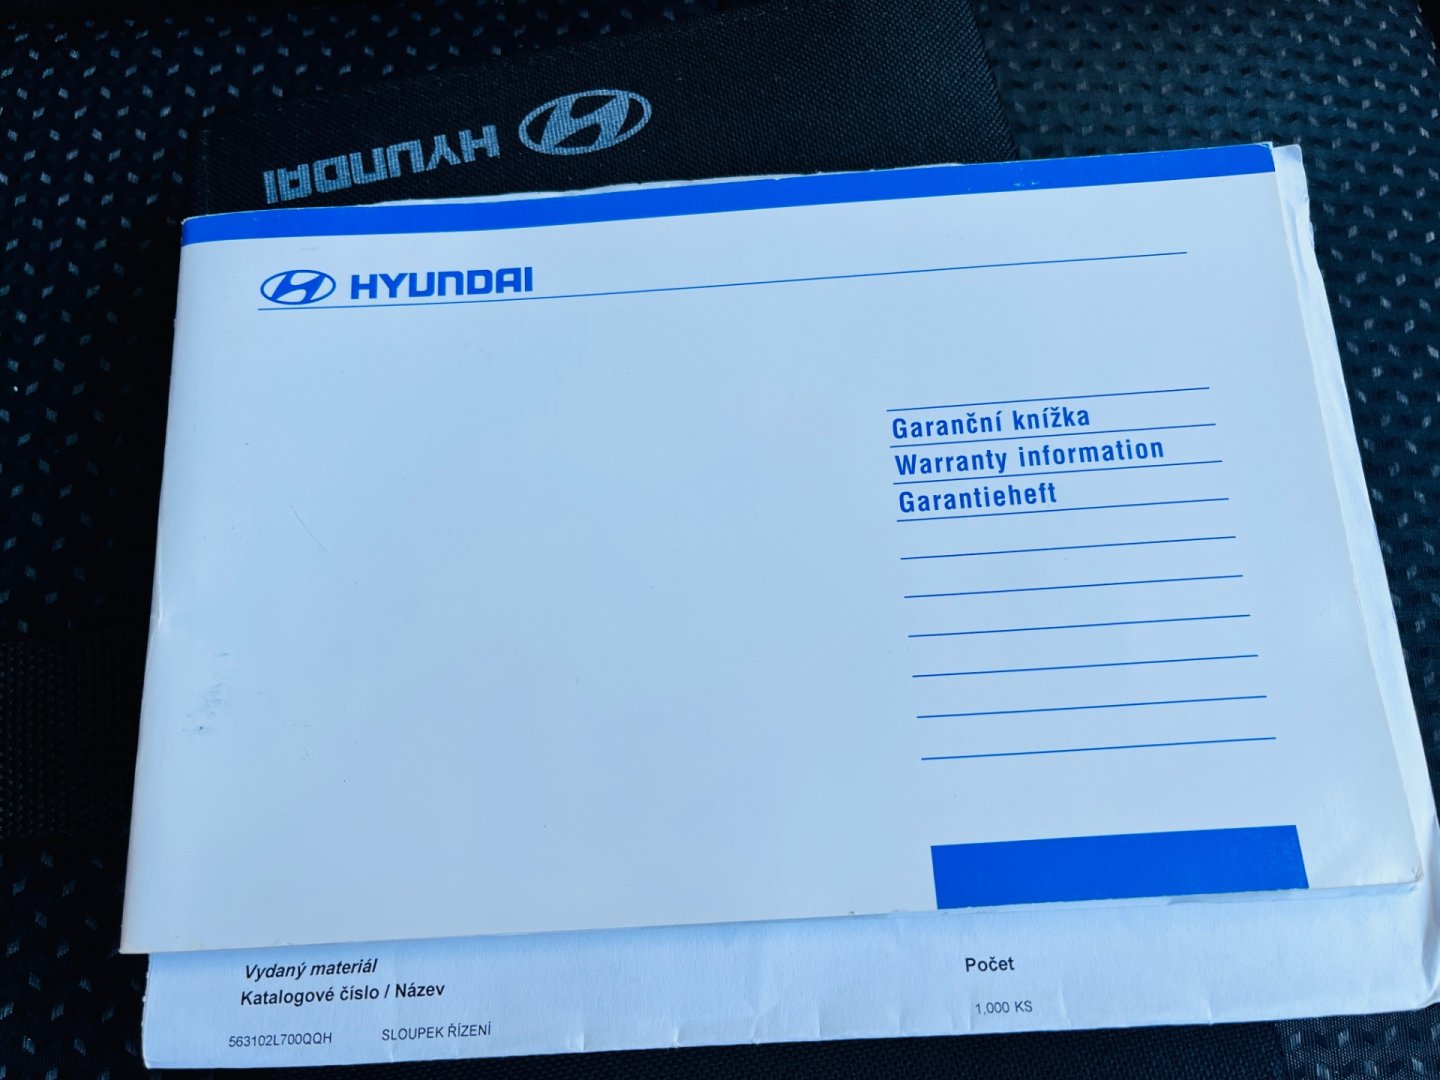 HYUNDAI
HYUNDAI
Garanční knížka
Warranty information
Garantieheft
Vydaný materiál
Počet
Katalogové číslo / Název
563102L700QQH SLOUPEK ŘÍZENÍ
1,000 KS